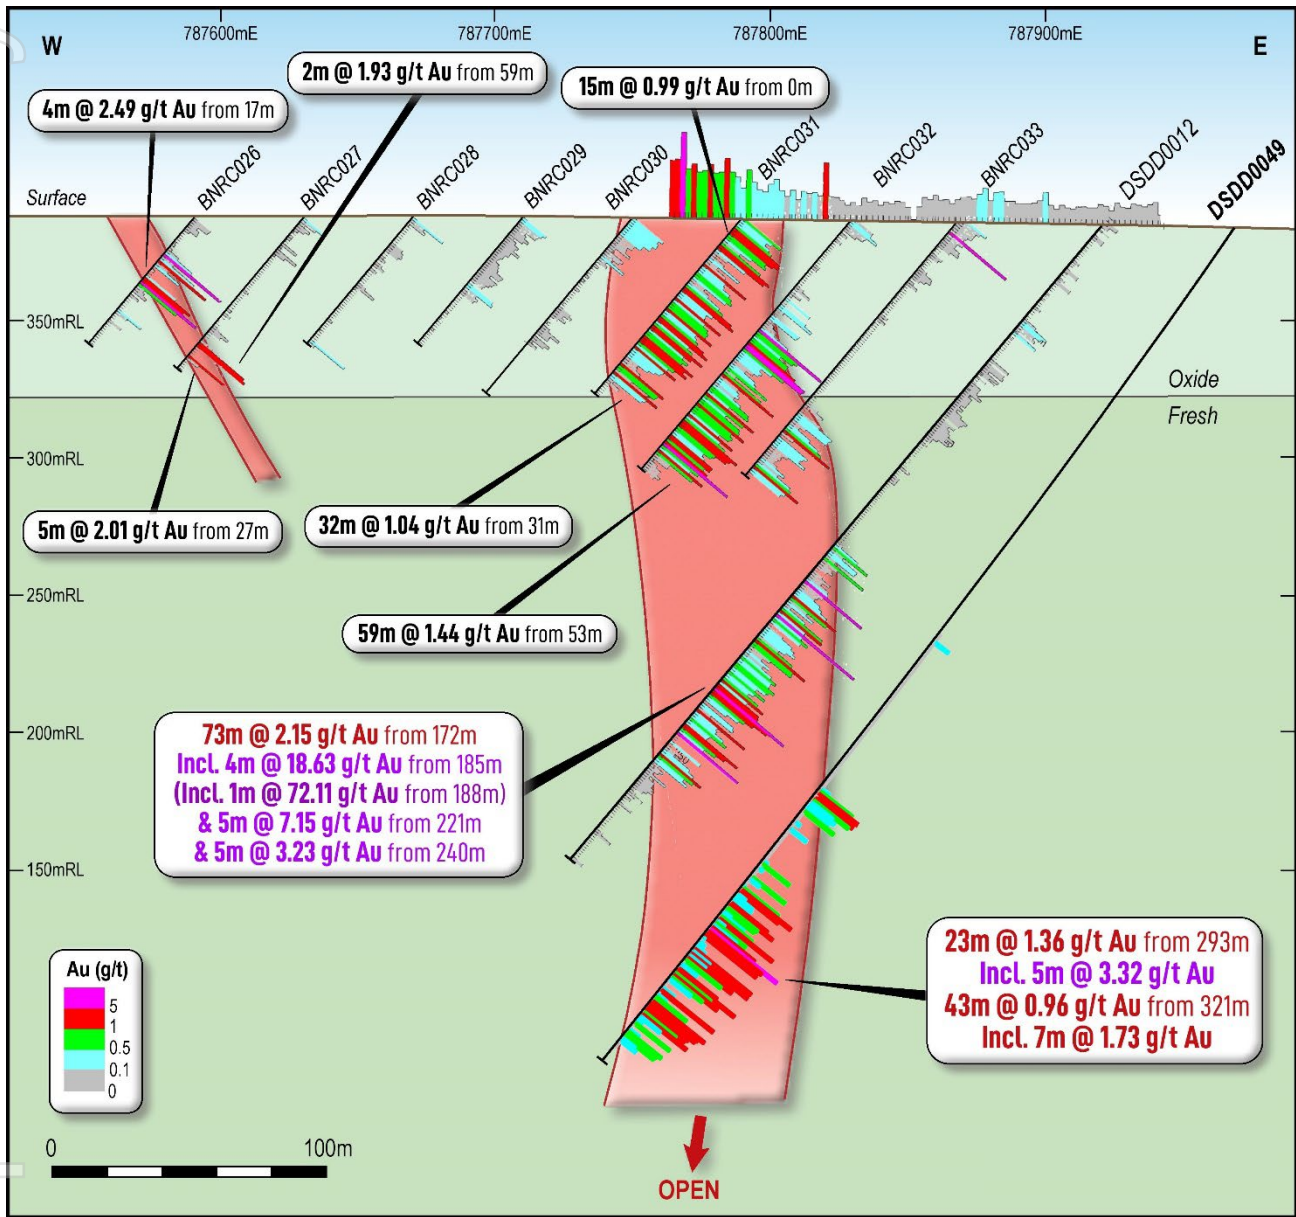 787600mE
787700mE
787800mE
787900mE
W
E
2m @ 1.93 g/t Au from 59m
4m @ 2.49 g/t Au from 17m
15m @ 0.99 g/t Au from 0m
Surface
BNRC026
BNRC027
BNRC028
BNRC029
BNRC030
BNRC031
BNRC032
BNRC033
DSDD0012
DSDD0049
350mRL
Oxide
Fresh
300mRL
5m @ 2.01 g/t Au from 27m
32m @ 1.04 g/t Au from 31m
250mRL
59m @ 1.44 g/t Au from 53m
200mRL
73m @ 2.15 g/t Au from 172m
Incl. 4m @ 18.63 g/t Au from 185m
(Incl. 1m @ 72.11 g/t Au from 188m)
& 5m @ 7.15 g/t Au from 221m
& 5m @ 3.23 g/t Au from 240m
150mRL
23m @ 1.36 g/t Au from 293m
Incl. 5m @ 3.32 g/t Au
43m @ 0.96 g/t Au from 321m
Incl. 7m @ 1.73 g/t Au
Au (g/t)
5
1
0.5
0.1
0
0
100m
OPEN